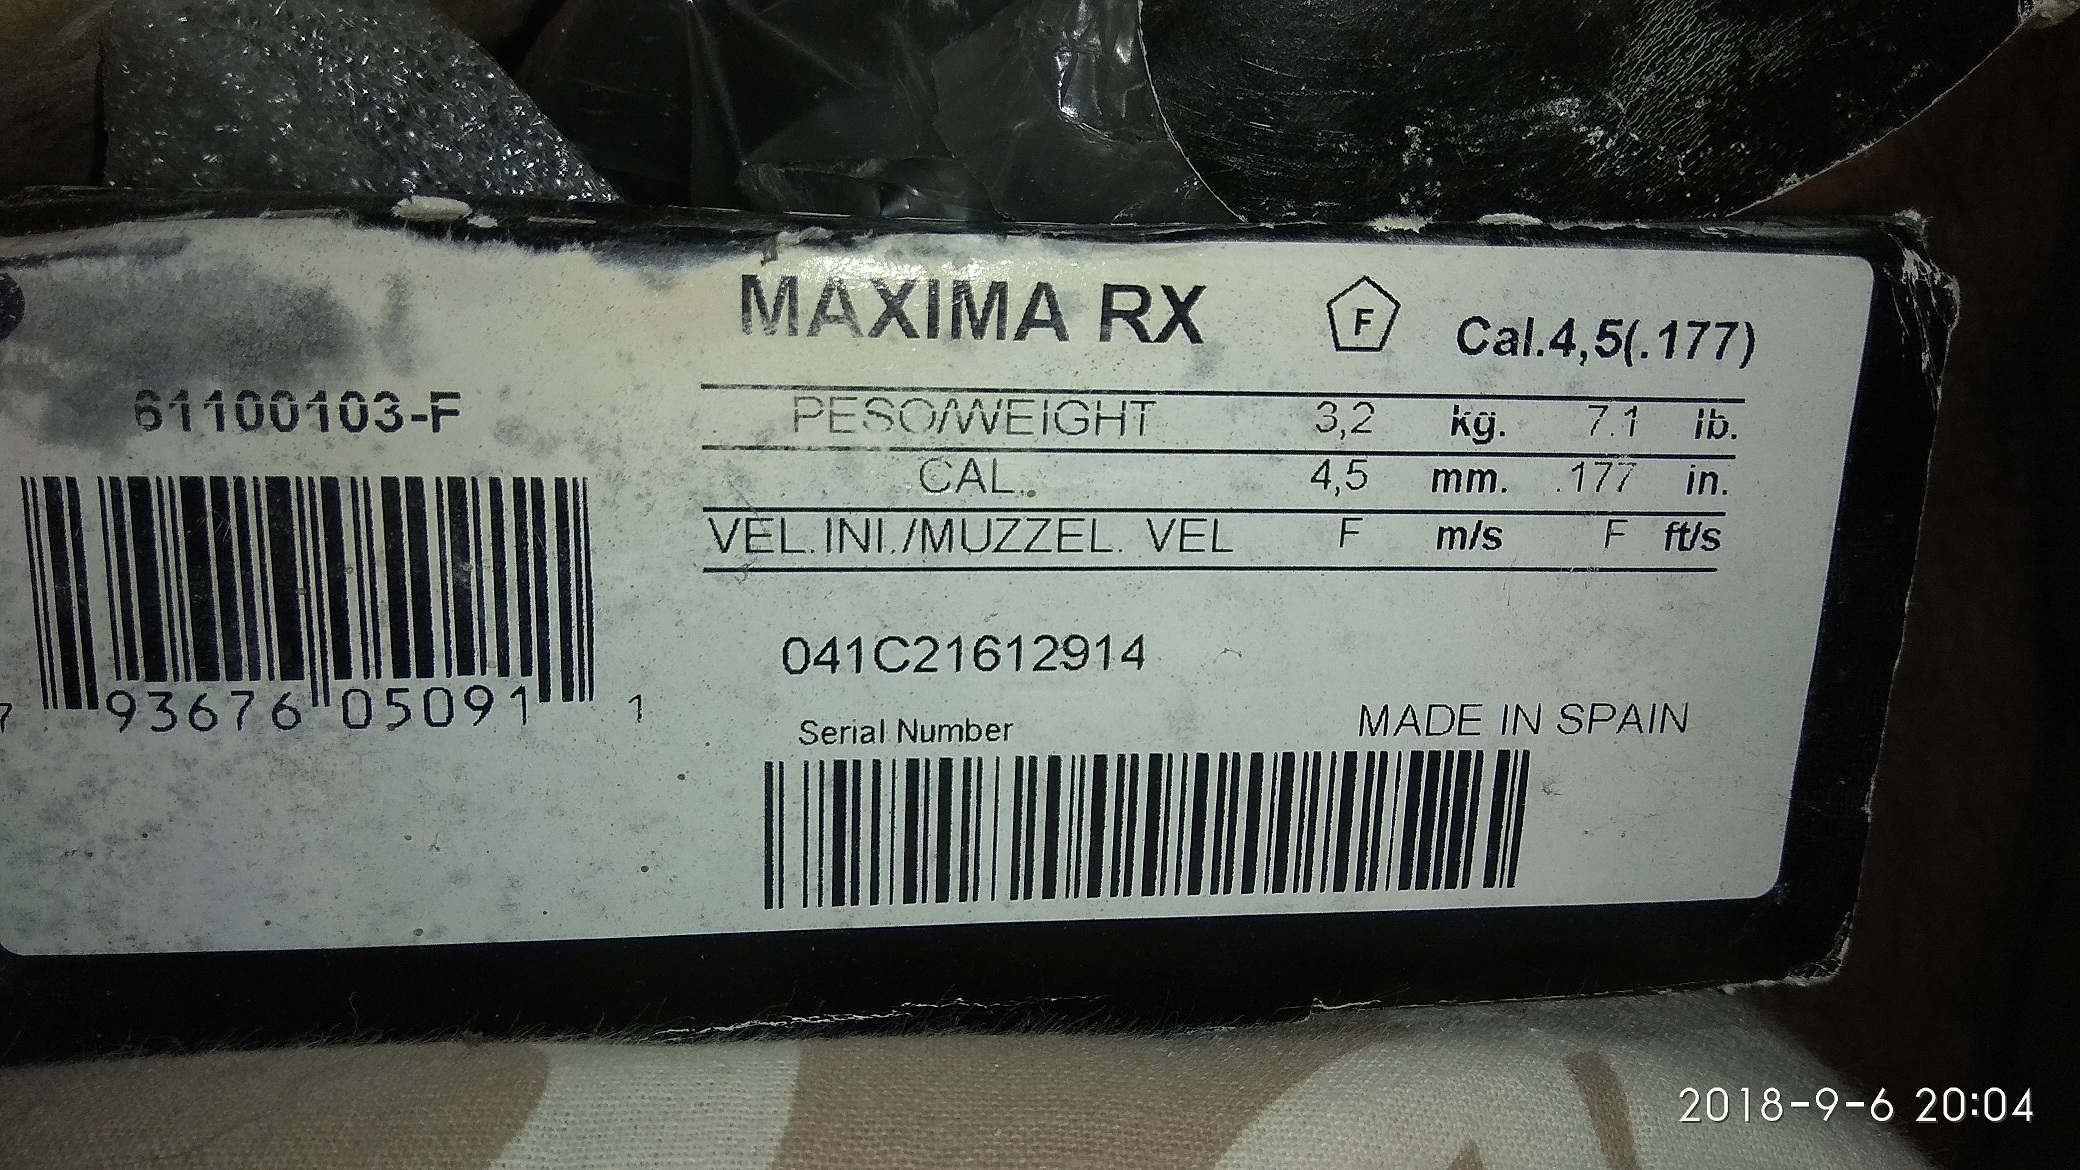 MAXIMA RX F Cal.4,5(.177)
61100103-F
PESO/WEIGHT 3,2 kg. 7.1 lb.
CAL. 4,5 mm. .177 in.
VEL.INI./MUZZEL. VEL F m/s F ft/s
7 93676 05091 1
041C21612914
Serial Number
MADE IN SPAIN
2018-9-6 20:04